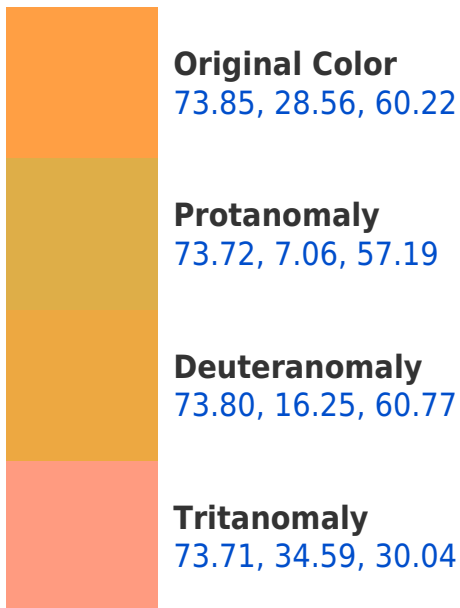 Original Color
73.85, 28.56, 60.22
Protanomaly
73.72, 7.06, 57.19
Deuteranomaly
73.80, 16.25, 60.77
Tritanomaly
73.71, 34.59, 30.04